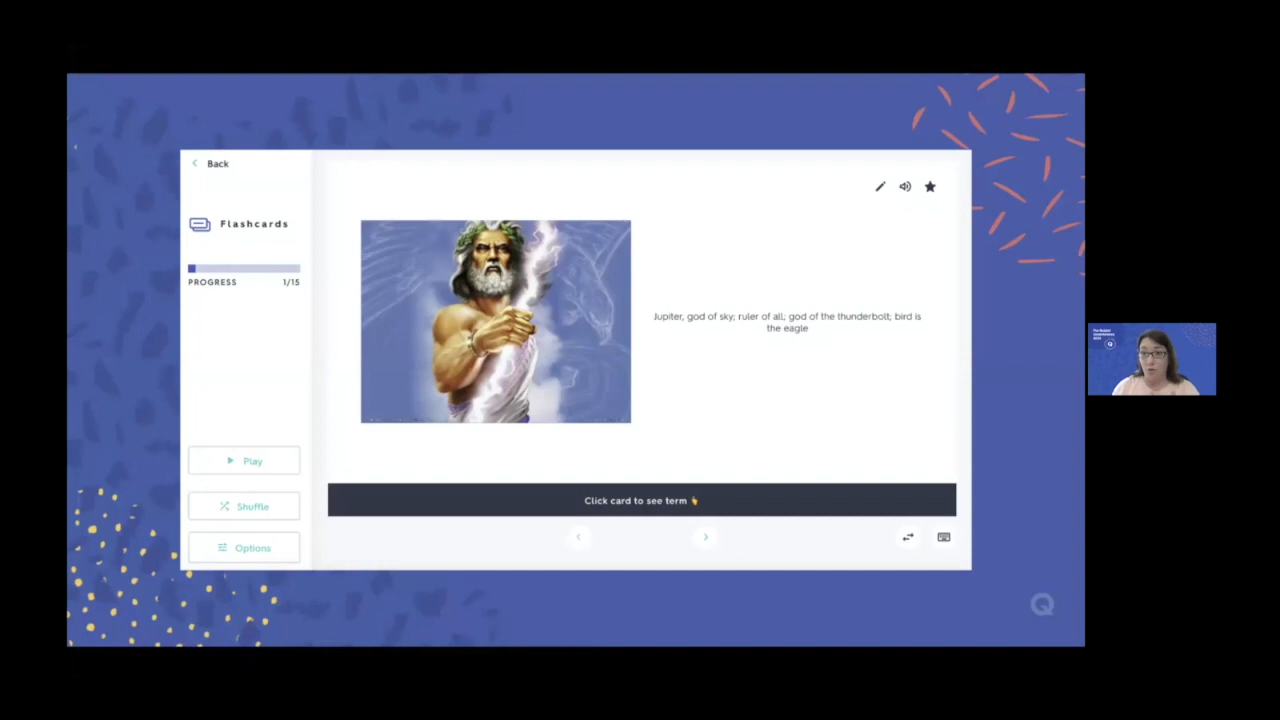 Back
Flashcards
PROGRESS 1/15
Play
Shuffle
Options
Jupiter, god of sky; ruler of all; god of the thunderbolt; bird is
the eagle
Click card to see term
Q